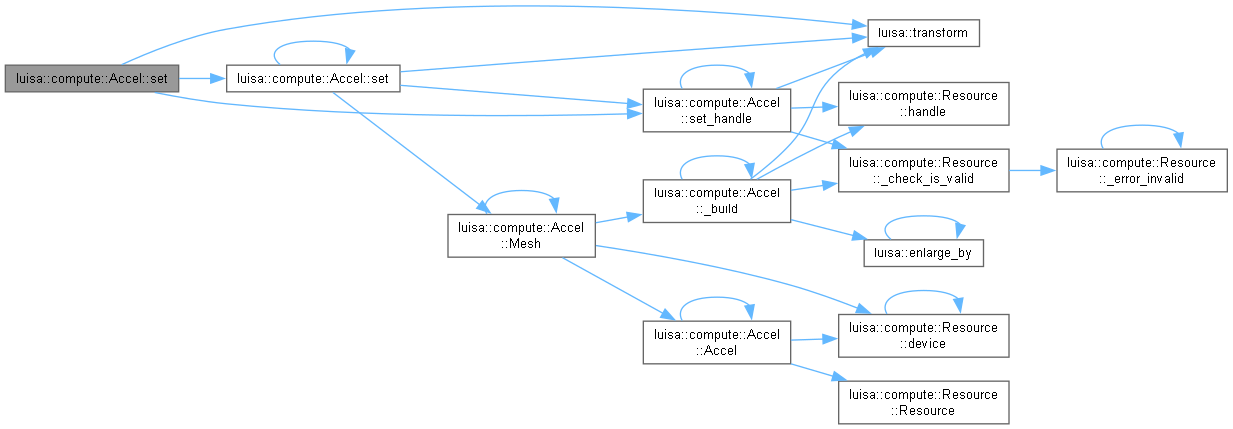 luisa::compute::Accel::set
luisa::compute::Accel::set
luisa::transform
luisa::compute::Accel
::set_handle
luisa::compute::Resource
::handle
luisa::compute::Resource
::_check_is_valid
luisa::compute::Resource
::_error_invalid
luisa::compute::Accel
::_build
luisa::compute::Accel
::Mesh
luisa::enlarge_by
luisa::compute::Accel
::Accel
luisa::compute::Resource
::device
luisa::compute::Resource
::Resource